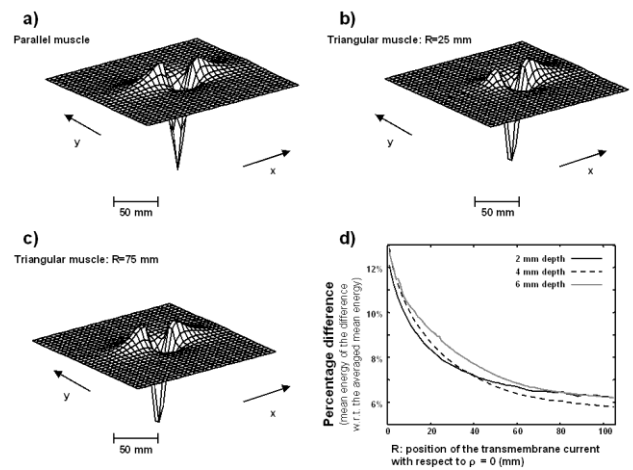 a)
Parallel muscle
y
x
50 mm
b)
Triangular muscle: R=25 mm
y
x
50 mm
c)
Triangular muscle: R=75 mm
y
x
50 mm
d)
Percentage difference
(mean energy of the difference
w.r.t. the averaged mean energy)
12%
10%
8%
6%
2 mm depth
4 mm depth
6 mm depth
0
20
40
60
80
100
R: position of the transmembrane current
with respect to ρ = 0 (mm)